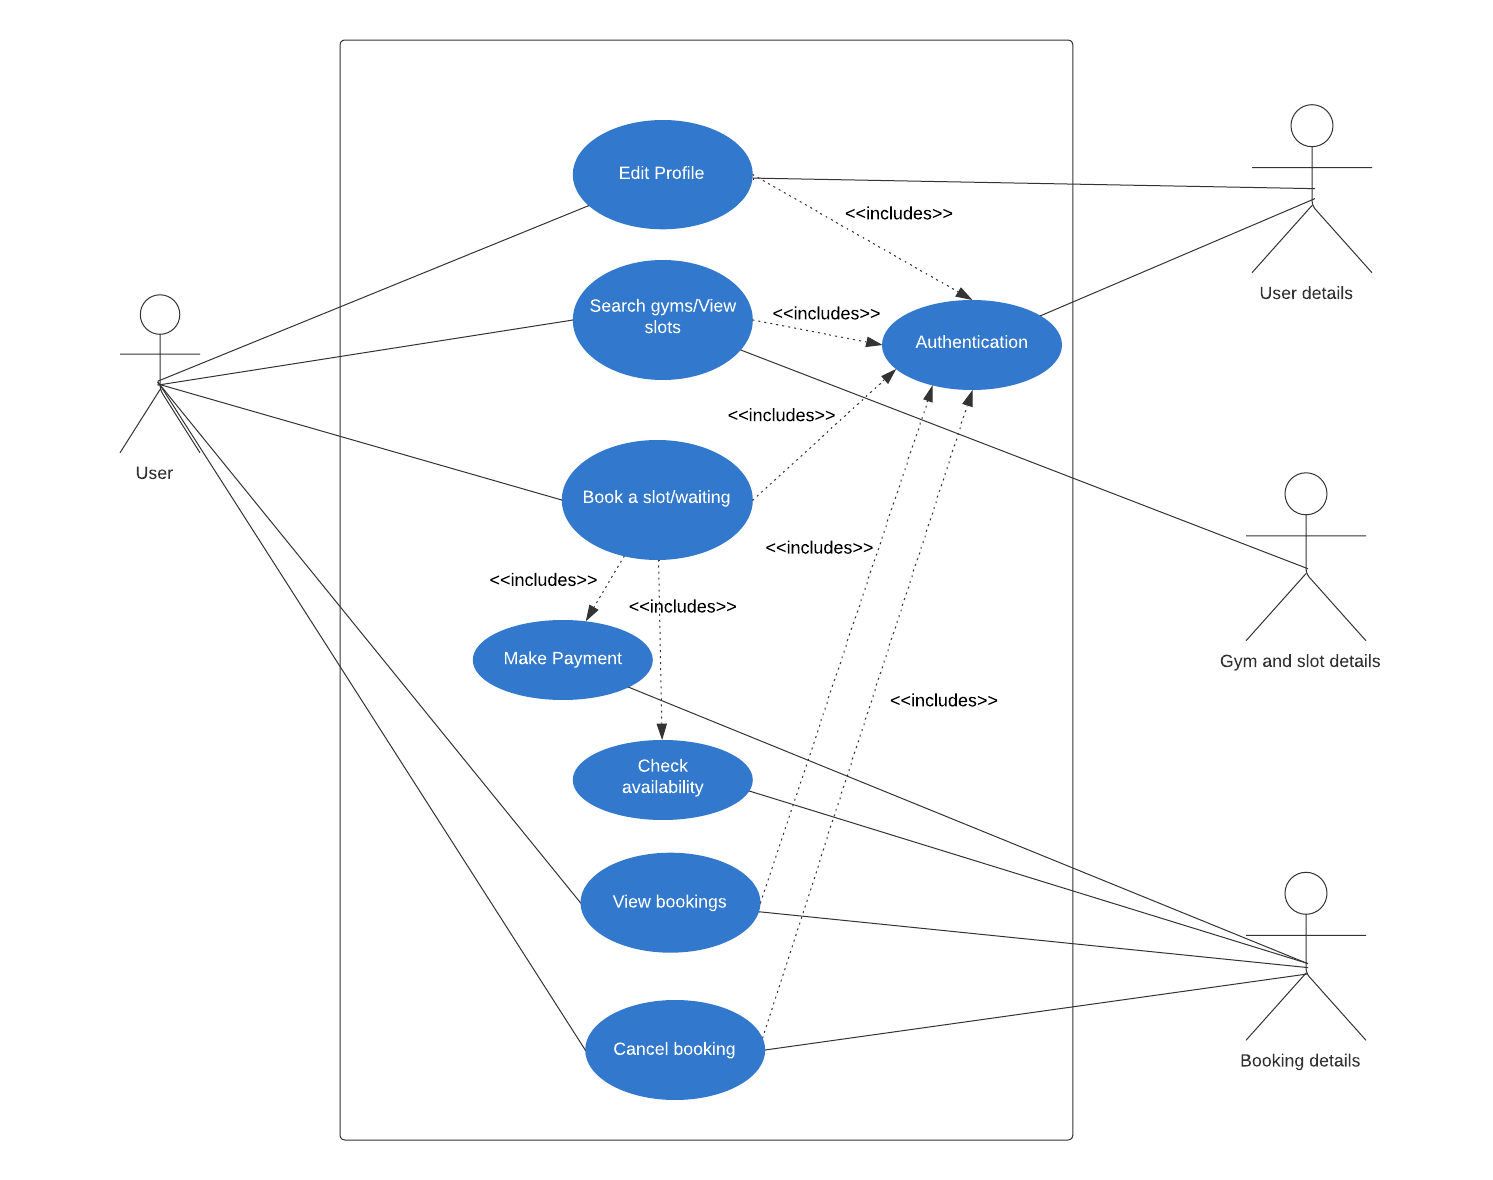 Edit Profile
<<includes>>
User details
Search gyms/View
slots
<<includes>>
Authentication
<<includes>>
User
Book a slot/waiting
<<includes>>
<<includes>>
<<includes>>
Make Payment
Gym and slot details
<<includes>>
Check
availability
View bookings
Cancel booking
Booking details